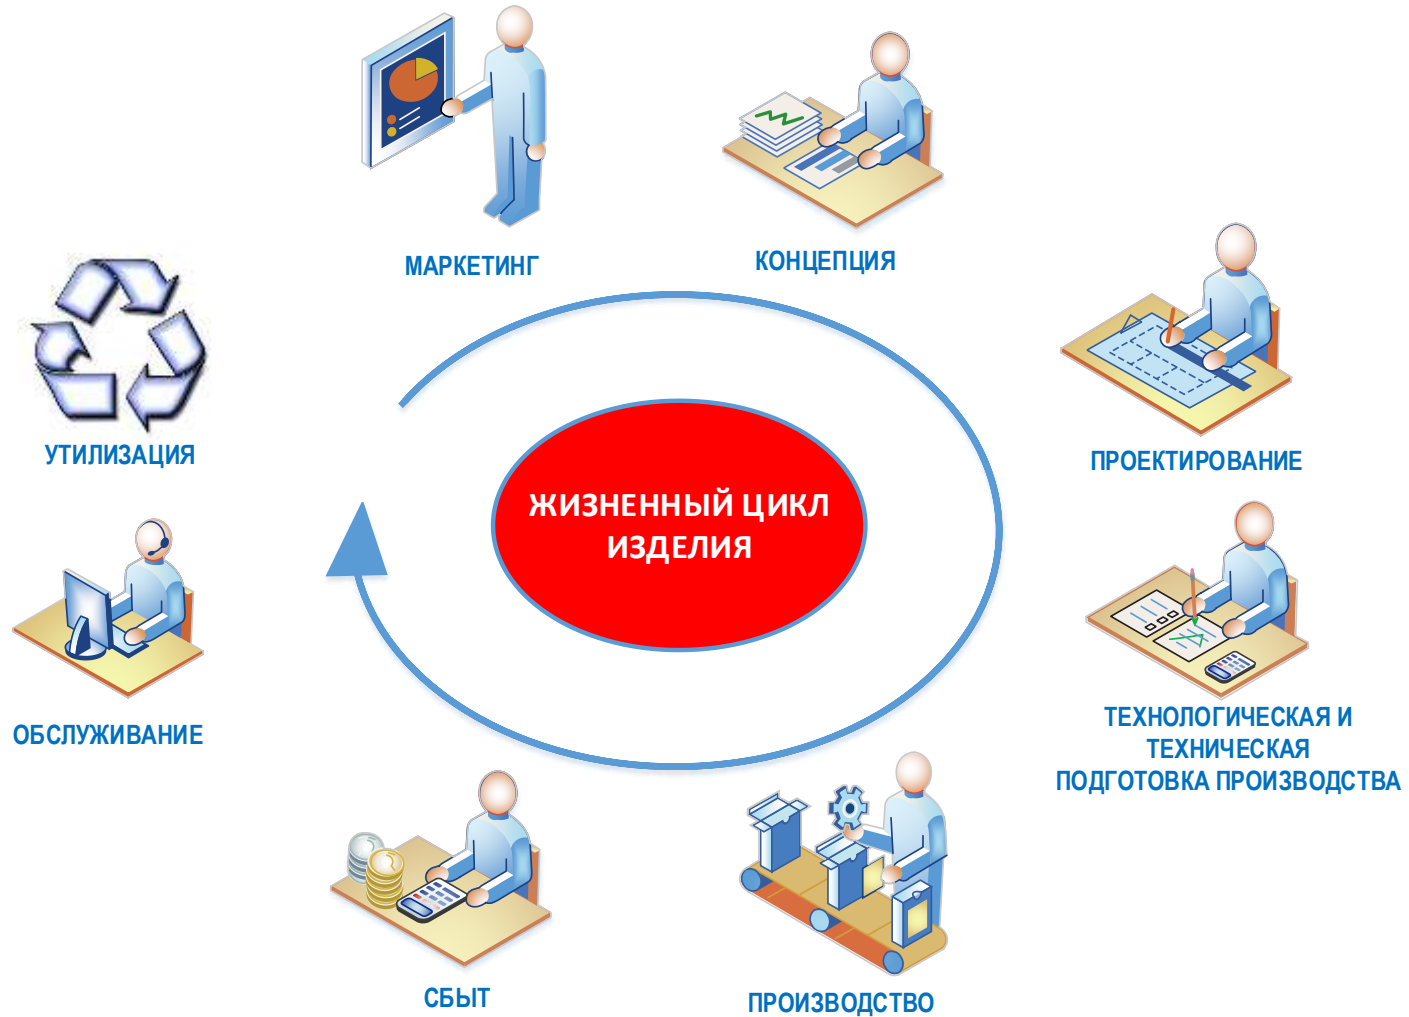 МАРКЕТИНГ
КОНЦЕПЦИЯ
ПРОЕКТИРОВАНИЕ
УТИЛИЗАЦИЯ
ЖИЗНЕННЫЙ ЦИКЛ
ИЗДЕЛИЯ
ОБСЛУЖИВАНИЕ
ТЕХНОЛОГИЧЕСКАЯ И
ТЕХНИЧЕСКАЯ
ПОДГОТОВКА ПРОИЗВОДСТВА
СБЫТ
ПРОИЗВОДСТВО